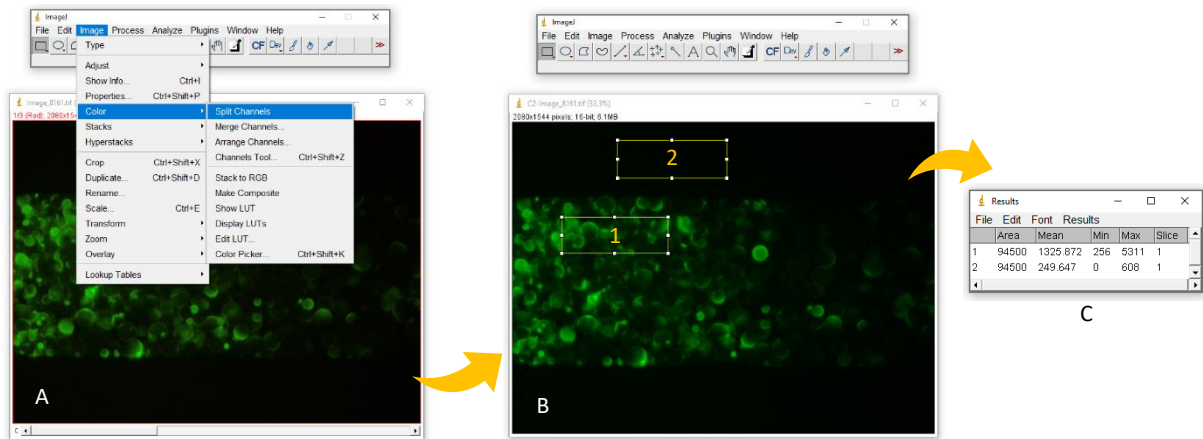 ImageJ
File Edit Image Process Analyze Plugins Window Help
CF Dev
Type
Adjust
Show Info... Ctrl+I
Properties... Ctrl+Shift+P
Color
Stacks
Hyperstacks
Crop Ctrl+Shift+X
Duplicate... Ctrl+Shift+D
Rename...
Scale... Ctrl+E
Transform
Zoom
Overlay
Lookup Tables
Split Channels
Merge Channels...
Arrange Channels...
Channels Tool... Ctrl+Shift+Z
Stack to RGB
Make Composite
Show LUT
Display LUTs
Edit LUT...
Color Picker... Ctrl+Shift+K
Image_8161.tif
1/3 (Red); 2080x15
A
c
ImageJ
File Edit Image Process Analyze Plugins Window Help
CF Dev
C2-Image_8161.tif (33.3%)
2080x1544 pixels; 16-bit; 6.1MB
2
1
B
Results
File Edit Font Results
Area Mean Min Max Slice
1 94500 1325.872 256 5311 1
2 94500 249.647 0 608 1
C